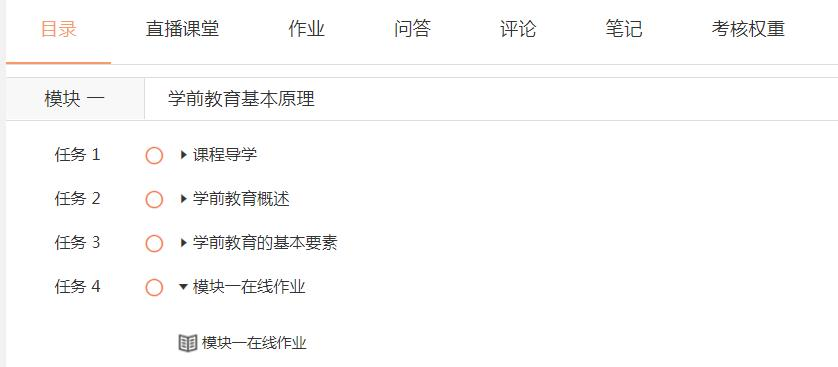 目录 直播课堂 作业 问答 评论 笔记 考核权重
模块 一 学前教育基本原理
任务 1 课程导学
任务 2 学前教育概述
任务 3 学前教育的基本要素
任务 4 模块一在线作业
模块一在线作业